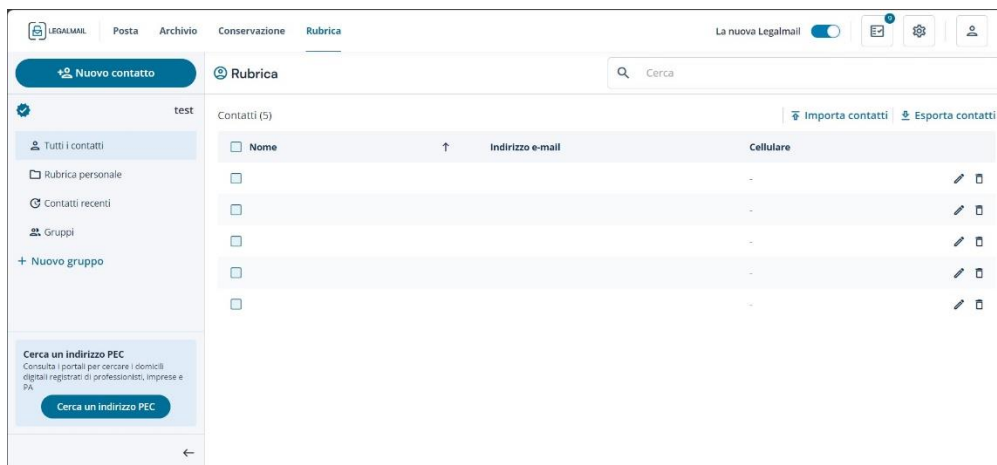 LEGALMAIL Posta Archivio Conservazione Rubrica La nuova Legalmail 9
Nuovo contatto
Rubrica
Cerca
test
Contatti (5)
Importa contatti
Esporta contatti
Tutti i contatti
Nome ↑ Indirizzo e-mail Cellulare
Rubrica personale
-
Contatti recenti
-
Gruppi
-
+ Nuovo gruppo
-
-
Cerca un indirizzo PEC
Consulta i portali per cercare i domicili
digitali registrati di professionisti, imprese e
PA
Cerca un indirizzo PEC
←